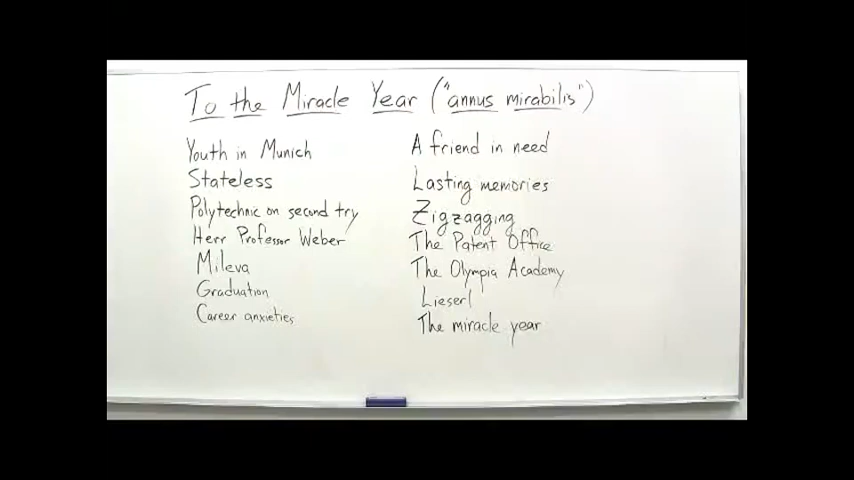 To the Miracle Year ("annus mirabilis")
Youth in Munich
Stateless
Polytechnic on second try
Herr Professor Weber
Mileva
Graduation
Career anxieties
A friend in need
Lasting memories
Zigzagging
The Patent Office
The Olympia Academy
Lieserl
The miracle year